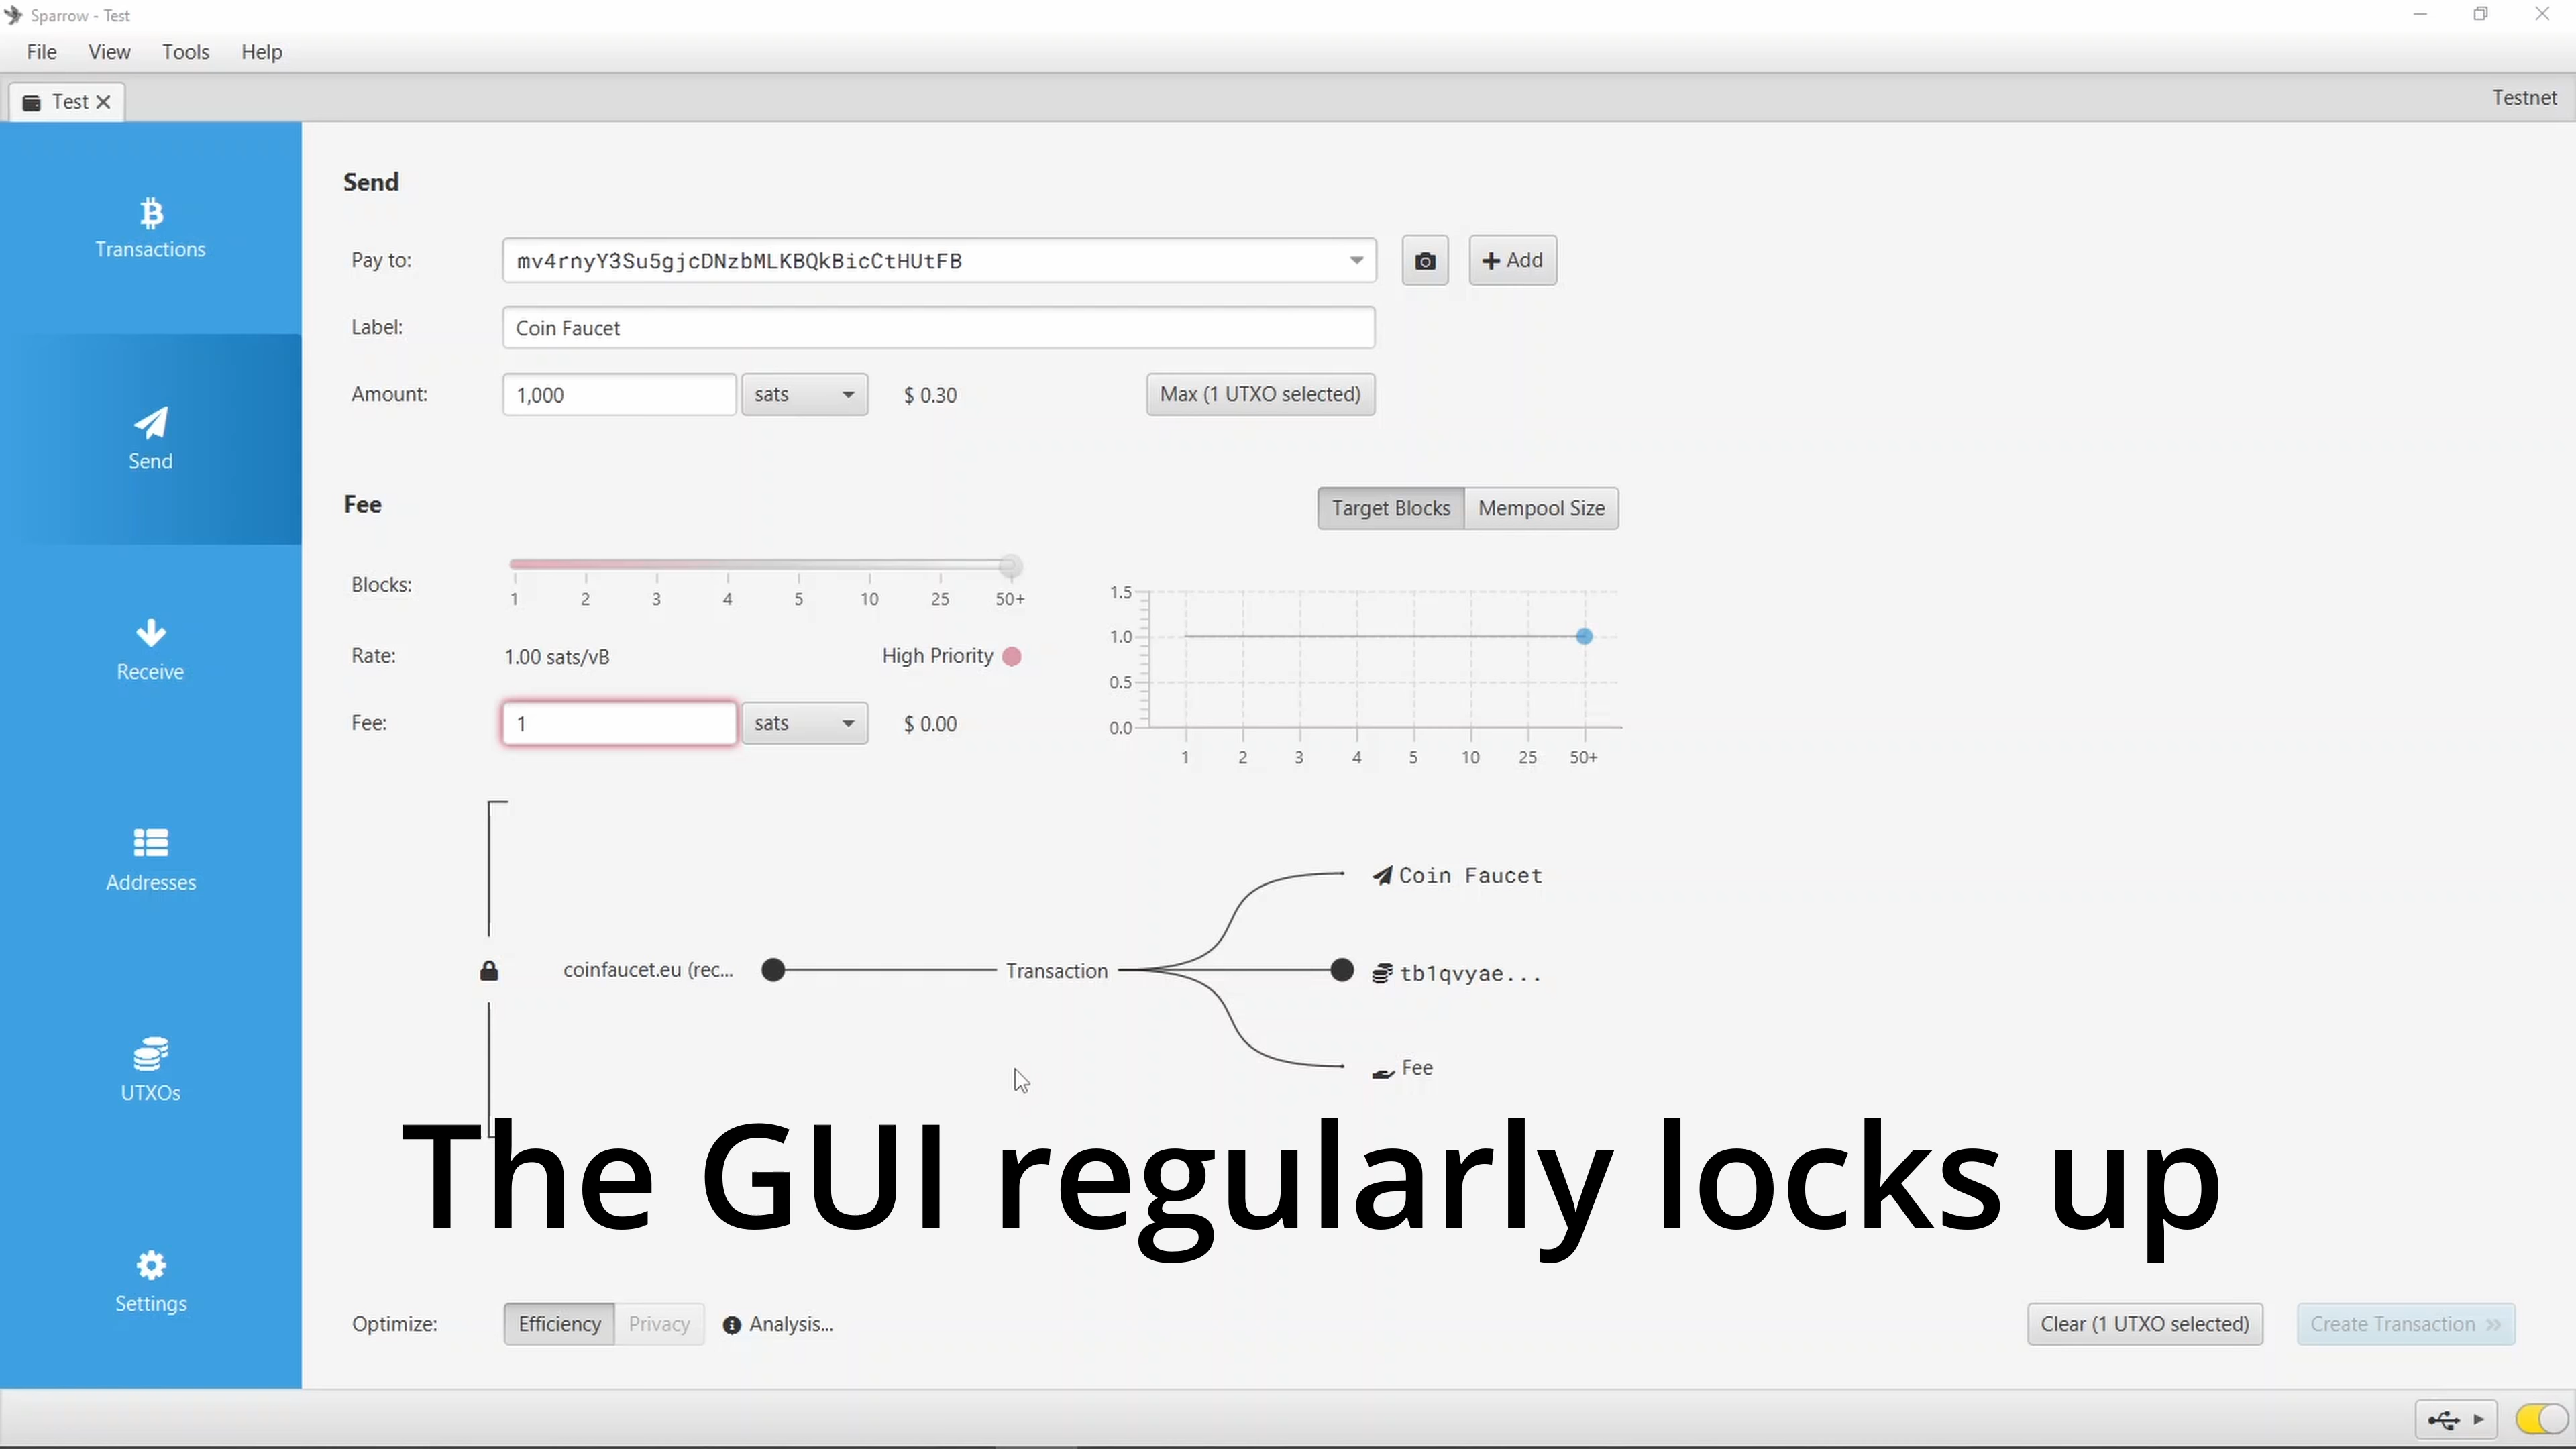 Sparrow - Test
File View Tools Help
Test
Testnet
Transactions
Send
Receive
Addresses
UTXOs
Settings
Send
Pay to: mv4rnyY3Su5gjcDNzbMLKBQkBicCtHUtFB Add
Label: Coin Faucet
Amount: 1,000 sats $ 0.30 Max (1 UTXO selected)
Fee Target Blocks Mempool Size
Blocks: 1 2 3 4 5 10 25 50+
Rate: 1.00 sats/vB High Priority
Fee: 1 sats $ 0.00
1.5
1.0
0.5
0.0
1 2 3 4 5 10 25 50+
Coin Faucet
coinfaucet.eu (rec... Transaction tb1qvyae...
Fee
The GUI regularly locks up
Optimize: Efficiency Privacy Analysis... Clear (1 UTXO selected) Create Transaction